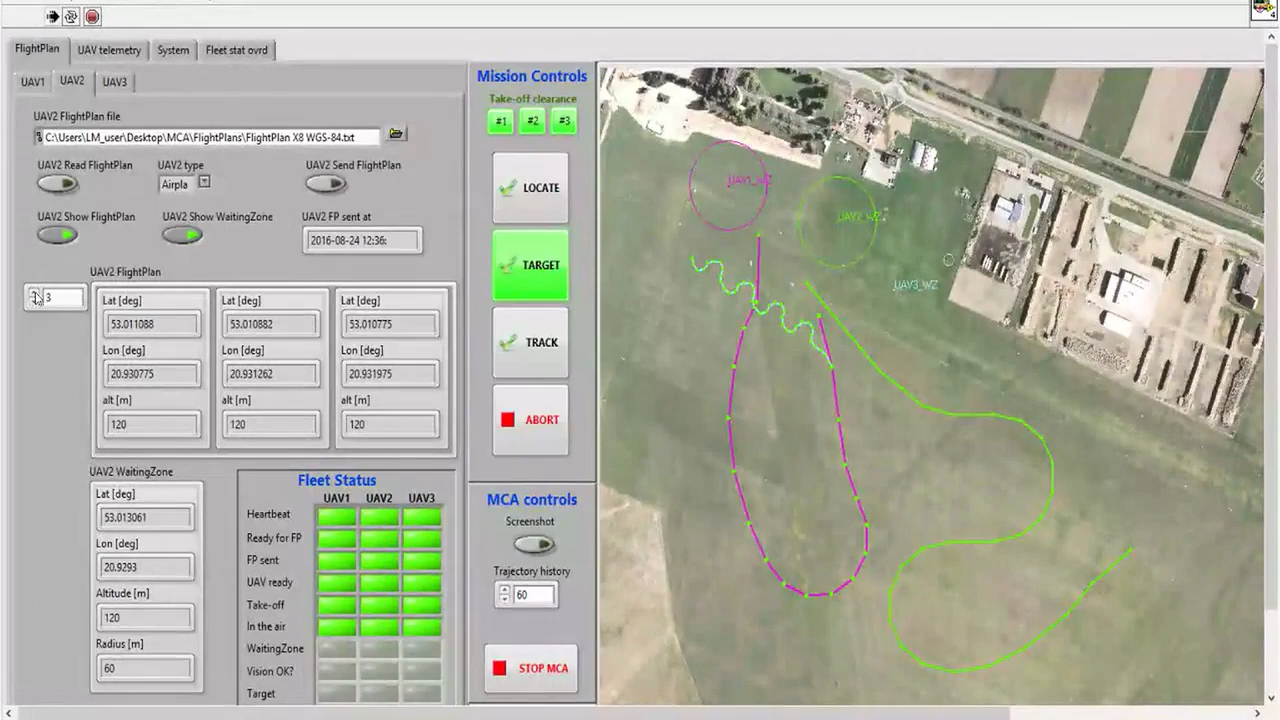 4
FlightPlan UAV telemetry System Fleet stat ovrd
UAV1 UAV2 UAV3
UAV2 FlightPlan file
C:\Users\LM_user\Desktop\MCA\FlightPlans\FlightPlan X8 WGS-84.txt
UAV2 Read FlightPlan UAV2 type UAV2 Send FlightPlan
Airpla
UAV2 Show FlightPlan UAV2 Show WaitingZone UAV2 FP sent at
2016-08-24 12:36:
UAV2 FlightPlan
3
Lat [deg] Lat [deg] Lat [deg]
53.011088 53.010882 53.010775
Lon [deg] Lon [deg] Lon [deg]
20.930775 20.931262 20.931975
alt [m] alt [m] alt [m]
120 120 120
UAV2 WaitingZone
Lat [deg]
53.013061
Lon [deg]
20.9293
Altitude [m]
120
Radius [m]
60
Fleet Status
UAV1 UAV2 UAV3
Heartbeat
Ready for FP
FP sent
UAV ready
Take-off
In the air
WaitingZone
Vision OK?
Target
Mission Controls
Take-off clearance
#1 #2 #3
LOCATE
TARGET
TRACK
ABORT
MCA controls
Screenshot
Trajectory history
60
STOP MCA
UAV1_WZ
UAV2_WZ
UAV3_WZ